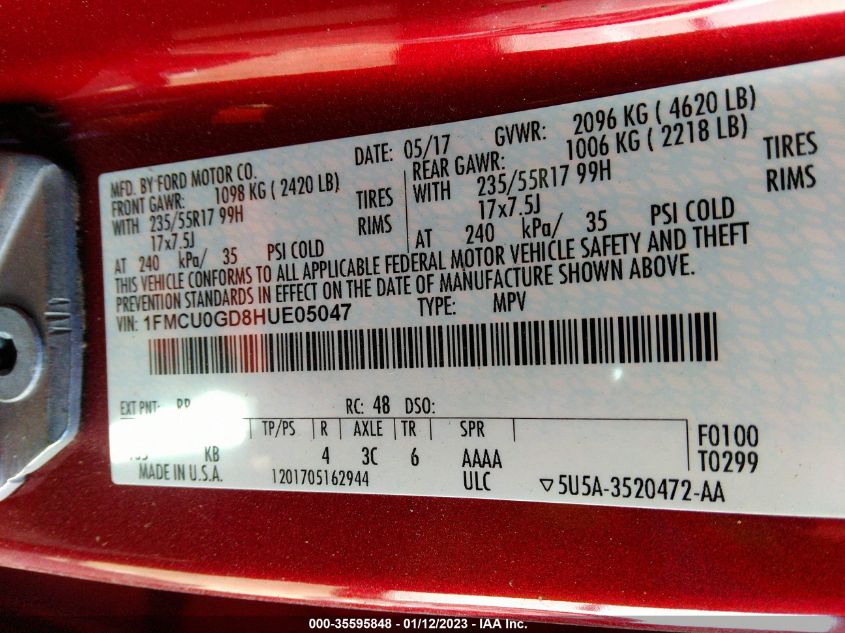 MFD. BY FORD MOTOR CO.
DATE: 05/17 GVWR: 2096 KG ( 4620 LB)
FRONT GAWR: 1098 KG ( 2420 LB)
REAR GAWR: 1006 KG ( 2218 LB)
WITH 235/55R17 99H TIRES
WITH 235/55R17 99H TIRES
17x7.5J RIMS
17x7.5J RIMS
AT 240 kPa/ 35 PSI COLD
AT 240 kPa/ 35 PSI COLD
THIS VEHICLE CONFORMS TO ALL APPLICABLE FEDERAL MOTOR VEHICLE SAFETY AND THEFT
PREVENTION STANDARDS IN EFFECT ON THE DATE OF MANUFACTURE SHOWN ABOVE.
VIN: 1FMCU0GD8HUE05047 TYPE: MPV
EXT PNT: RC: 48 DSO:
TP/PS R AXLE TR SPR
KB 4 3C 6 AAAA
F0100
T0299
MADE IN U.S.A. 1201705162944 ULC ▽5U5A-3520472-AA
000-35595848 - 01/12/2023 - IAA Inc.